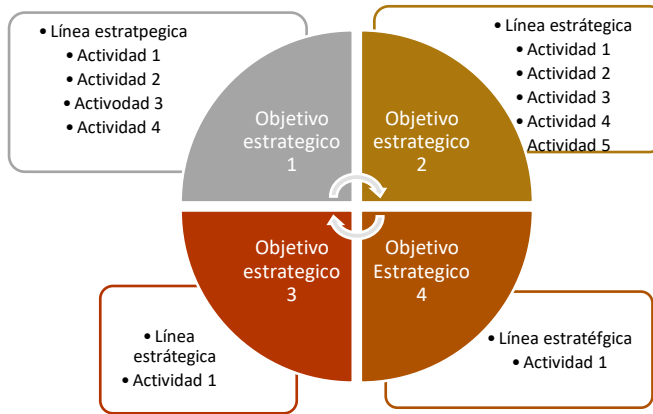 • Línea estratpegica
• Actividad 1
• Actividad 2
• Activodad 3
• Actividad 4
• Línea estrátegica
• Actividad 1
• Actividad 2
• Actividad 3
• Actividad 4
Actividad 5
Objetivo
estrategico
1
Objetivo
estrategico
2
Objetivo
estrategico
3
Objetivo
Estrategico
4
• Línea
estrátegica
• Actividad 1
• Línea estratéfgica
• Actividad 1